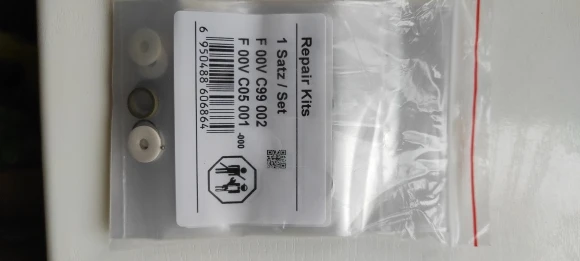 Repair Kits
1 Satz / Set
F 00V C99 002
F 00V C05 001 -000
6 950488 606864